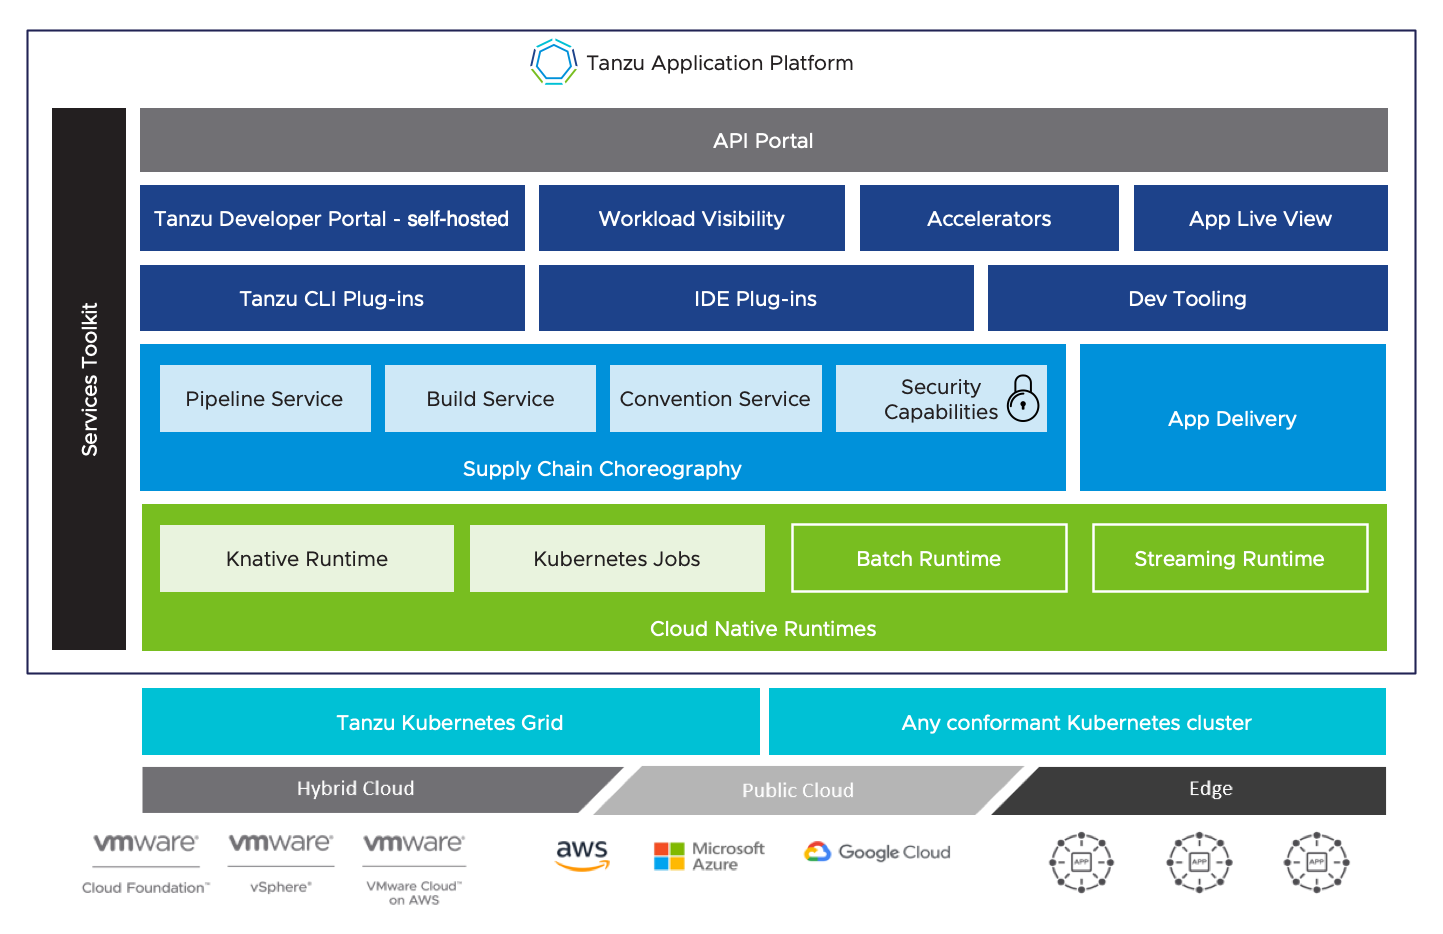 Tanzu Application Platform
Services Toolkit
API Portal
Tanzu Developer Portal - self-hosted
Workload Visibility
Accelerators
App Live View
Tanzu CLI Plug-ins
IDE Plug-ins
Dev Tooling
Pipeline Service
Build Service
Convention Service
Security
Capabilities
Supply Chain Choreography
App Delivery
Knative Runtime
Kubernetes Jobs
Batch Runtime
Streaming Runtime
Cloud Native Runtimes
Tanzu Kubernetes Grid
Any conformant Kubernetes cluster
Hybrid Cloud
Public Cloud
Edge
vmware®
Cloud Foundation™
vmware®
vSphere®
vmware®
VMware Cloud™
on AWS
aws
Microsoft
Azure
Google Cloud
APP
APP
APP